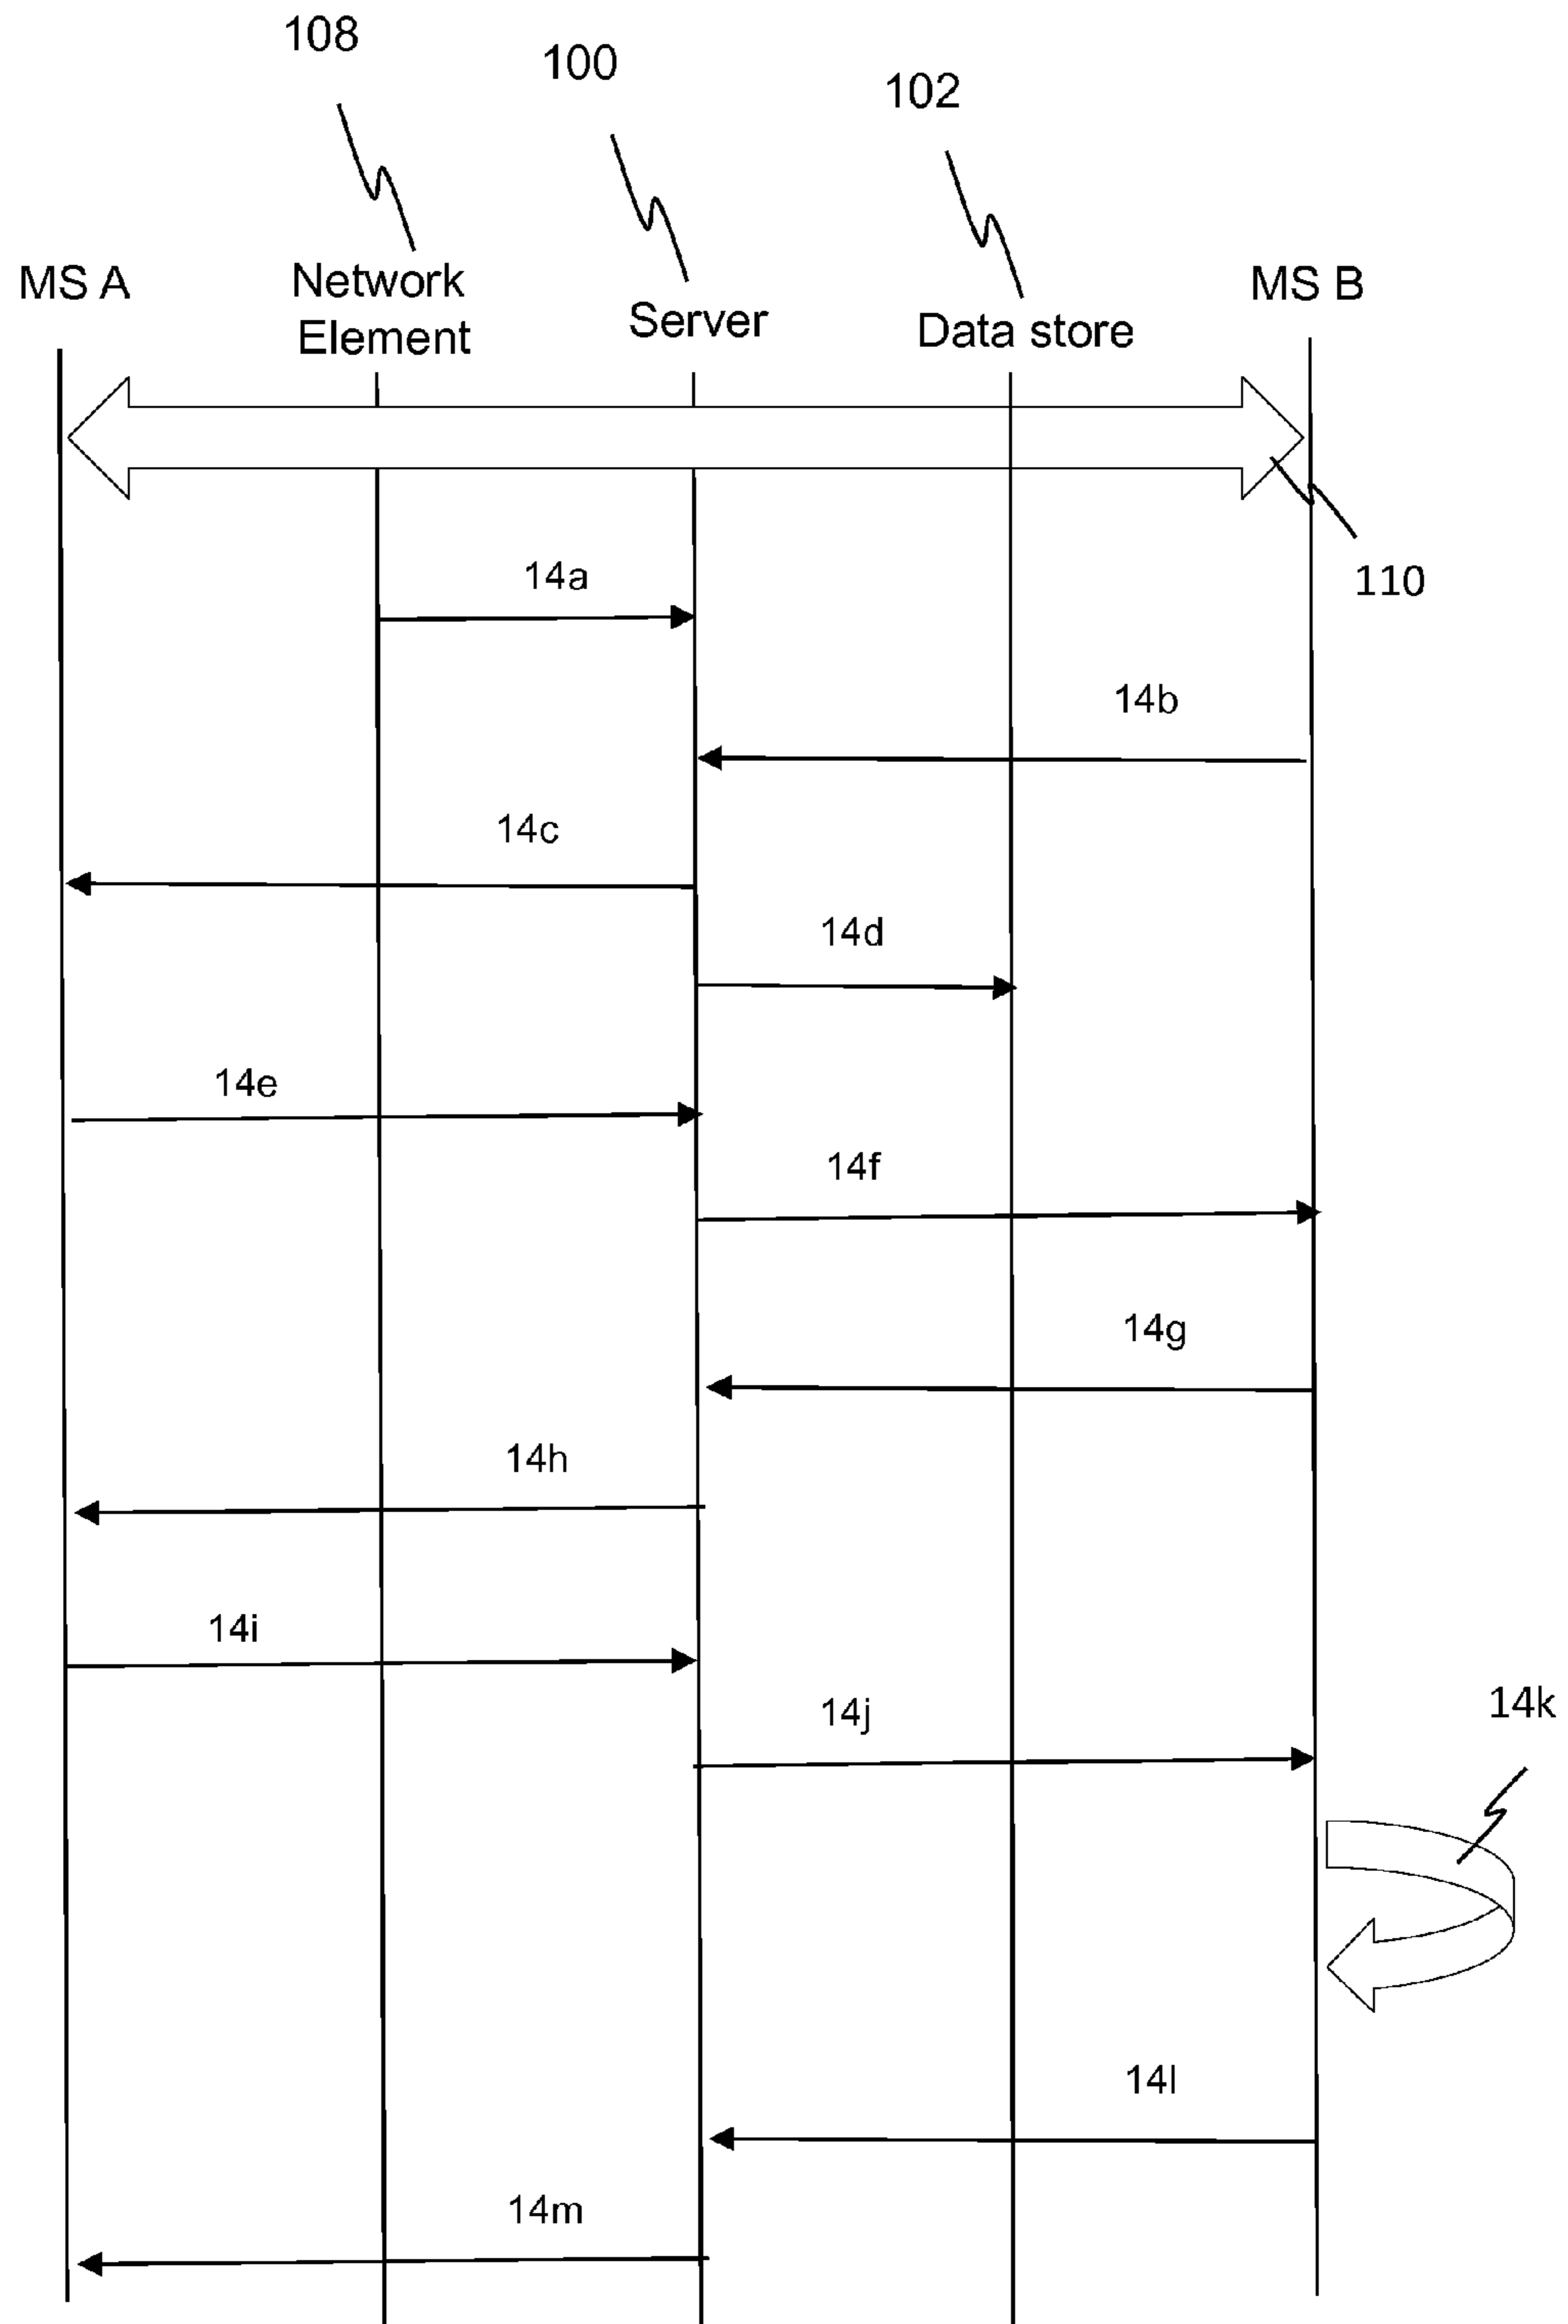 108
100
102
MS A
Network
Element
Server
Data store
MS B
110
14a
14b
14c
14d
14e
14f
14g
14h
14i
14j
14k
14l
14m